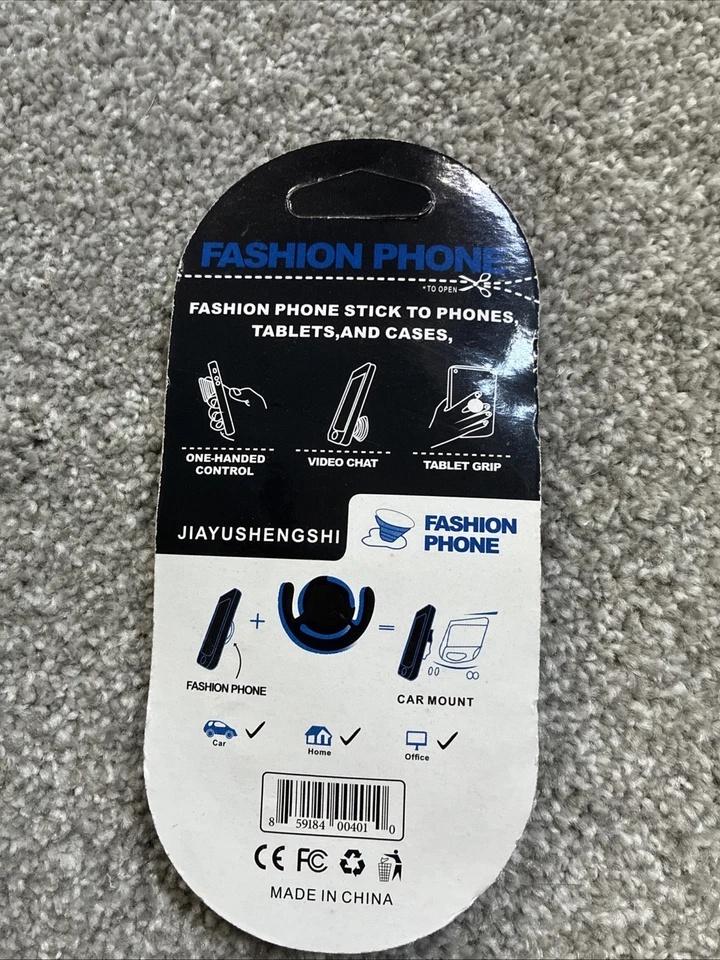 FASHION PHONE
*TO OPEN
FASHION PHONE STICK TO PHONES,
TABLETS,AND CASES,
ONE-HANDED
CONTROL
VIDEO CHAT
TABLET GRIP
JIAYUSHENGSHI
FASHION
PHONE
+
=
FASHION PHONE
CAR MOUNT
Car
Home
Office
8 59184 00401 0
CE FC
MADE IN CHINA